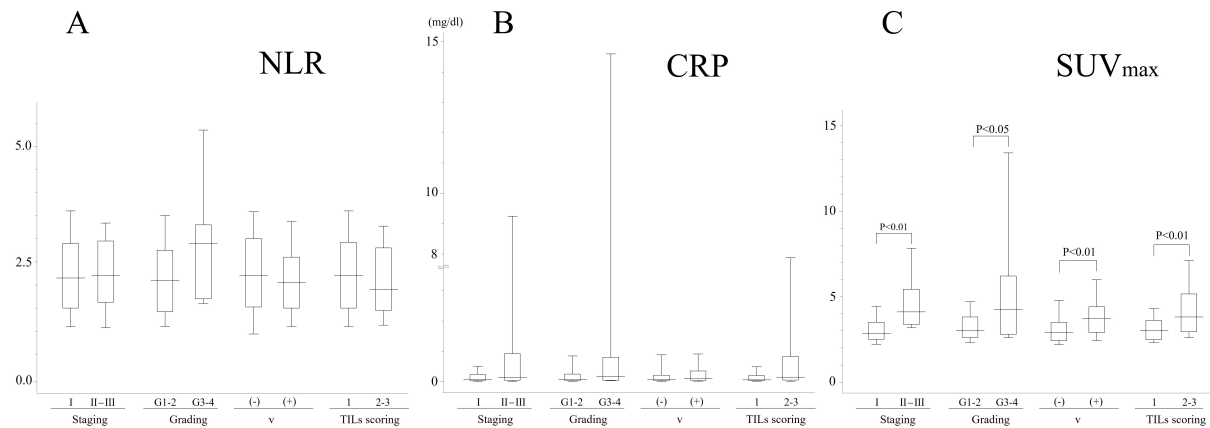 A
NLR
5.0
2.5
0.0
I II–III G1-2 G3-4 (-) (+) 1 2-3
Staging Grading v TILs scoring
B
(mg/dl)
CRP
15
10
8
0
I II–III G1-2 G3-4 (-) (+) 1 2-3
Staging Grading v TILs scoring
C
SUVmax
15
10
5
0
P<0.01
P<0.05
P<0.01
P<0.01
I II–III G1-2 G3-4 (-) (+) 1 2-3
Staging Grading v TILs scoring